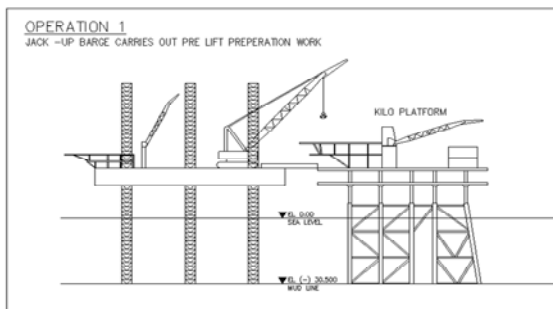 OPERATION 1
JACK -UP BARGE CARRIES OUT PRE LIFT PREPERATION WORK
KILO PLATFORM
EL 0.00
SEA LEVEL
EL (-) 30,500
MUD LINE